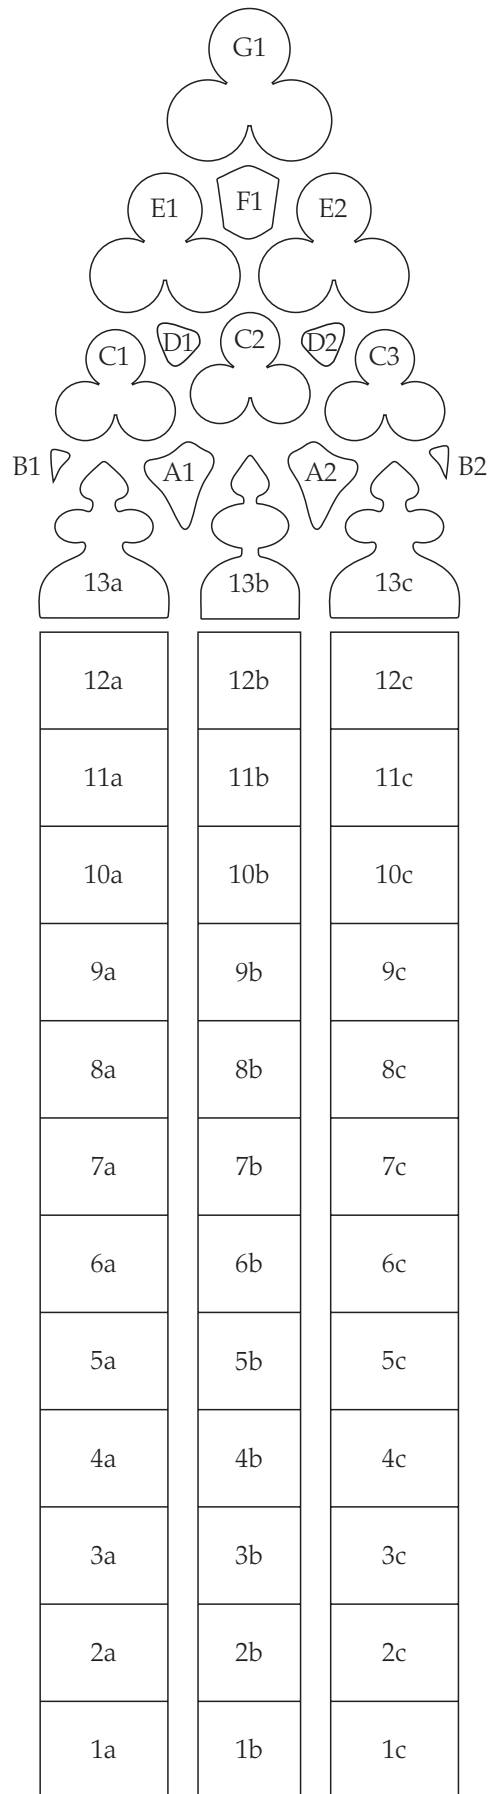 G1
E1 F1 E2
C1 D1 C2 D2 C3
B1 A1 A2 B2
13a 13b 13c
12a 12b 12c
11a 11b 11c
10a 10b 10c
9a 9b 9c
8a 8b 8c
7a 7b 7c
6a 6b 6c
5a 5b 5c
4a 4b 4c
3a 3b 3c
2a 2b 2c
1a 1b 1c